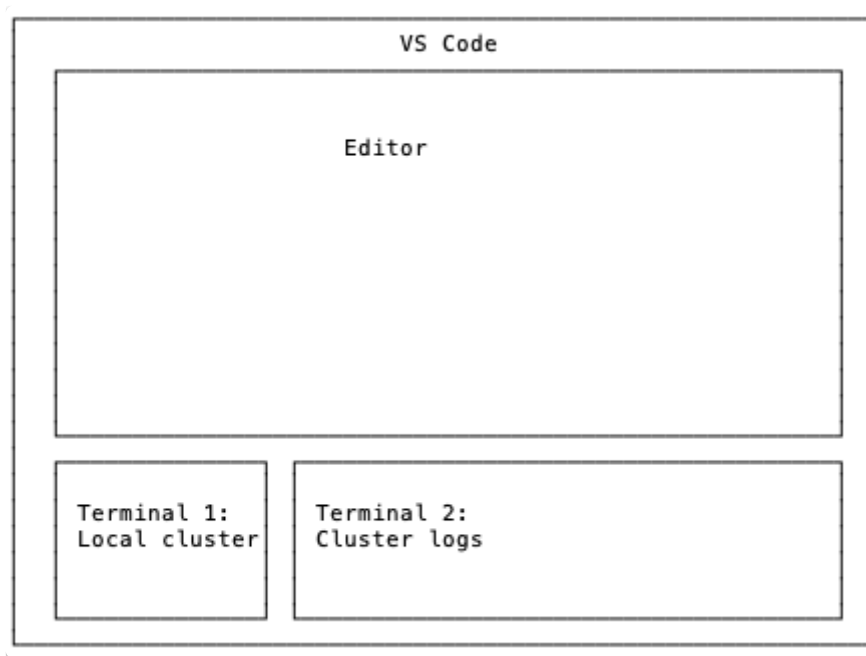 VS Code
Editor
Terminal 1:
Local cluster
Terminal 2:
Cluster logs